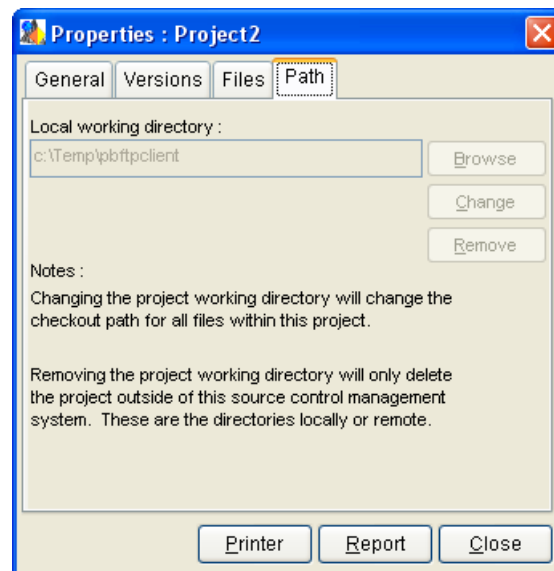 Properties : Project2
General Versions Files Path
Local working directory :
c:\Temp\pbftpclient
Browse
Change
Remove
Notes :
Changing the project working directory will change the
checkout path for all files within this project.
Removing the project working directory will only delete
the project outside of this source control management
system. These are the directories locally or remote.
Printer Report Close